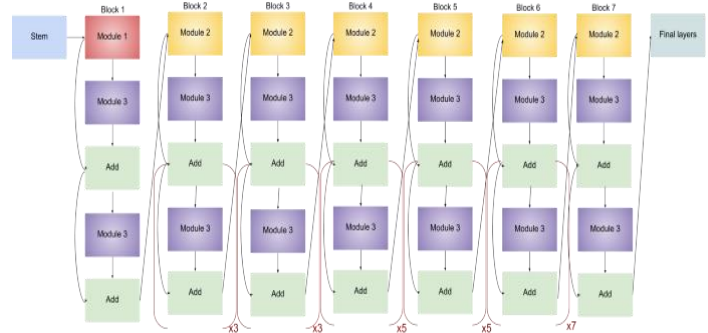 Block 1
Block 2
Block 3
Block 4
Block 5
Block 6
Block 7
Stem
Module 1
Module 2
Module 2
Module 2
Module 2
Module 2
Module 2
Final layers
Module 3
Module 3
Module 3
Module 3
Module 3
Module 3
Module 3
Add
Add
Add
Add
Add
Add
Add
Module 3
Module 3
Module 3
Module 3
Module 3
Module 3
Module 3
Add
Add
Add
Add
Add
Add
Add
x3
x3
x5
x5
x7